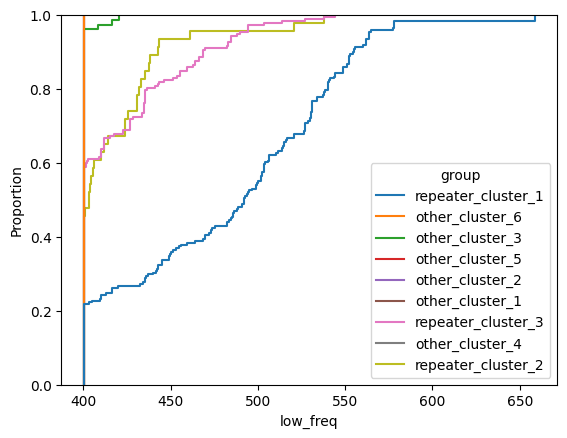 1.0
0.8
0.6
0.4
0.2
0.0
Proportion
400
450
500
550
600
650
low_freq
group
repeater_cluster_1
other_cluster_6
other_cluster_3
other_cluster_5
other_cluster_2
other_cluster_1
repeater_cluster_3
other_cluster_4
repeater_cluster_2